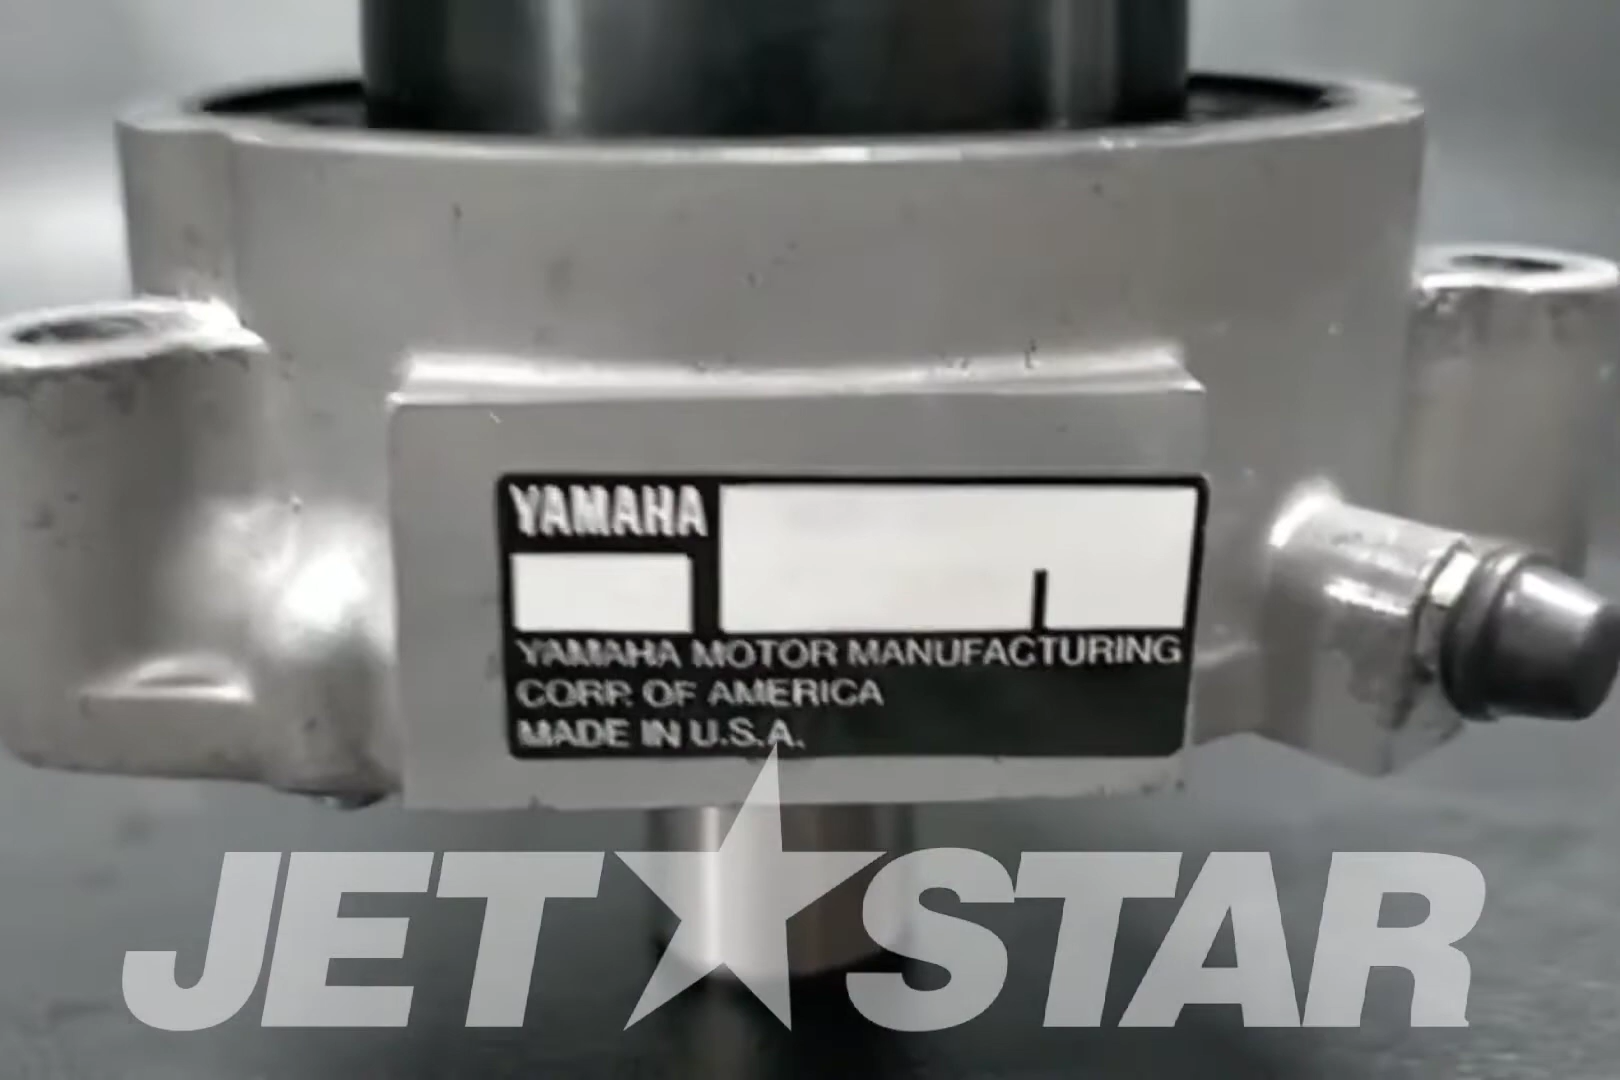 YAMAHA
YAMAHA MOTOR MANUFACTURING
CORP. OF AMERICA
MADE IN U.S.A.
JET STAR